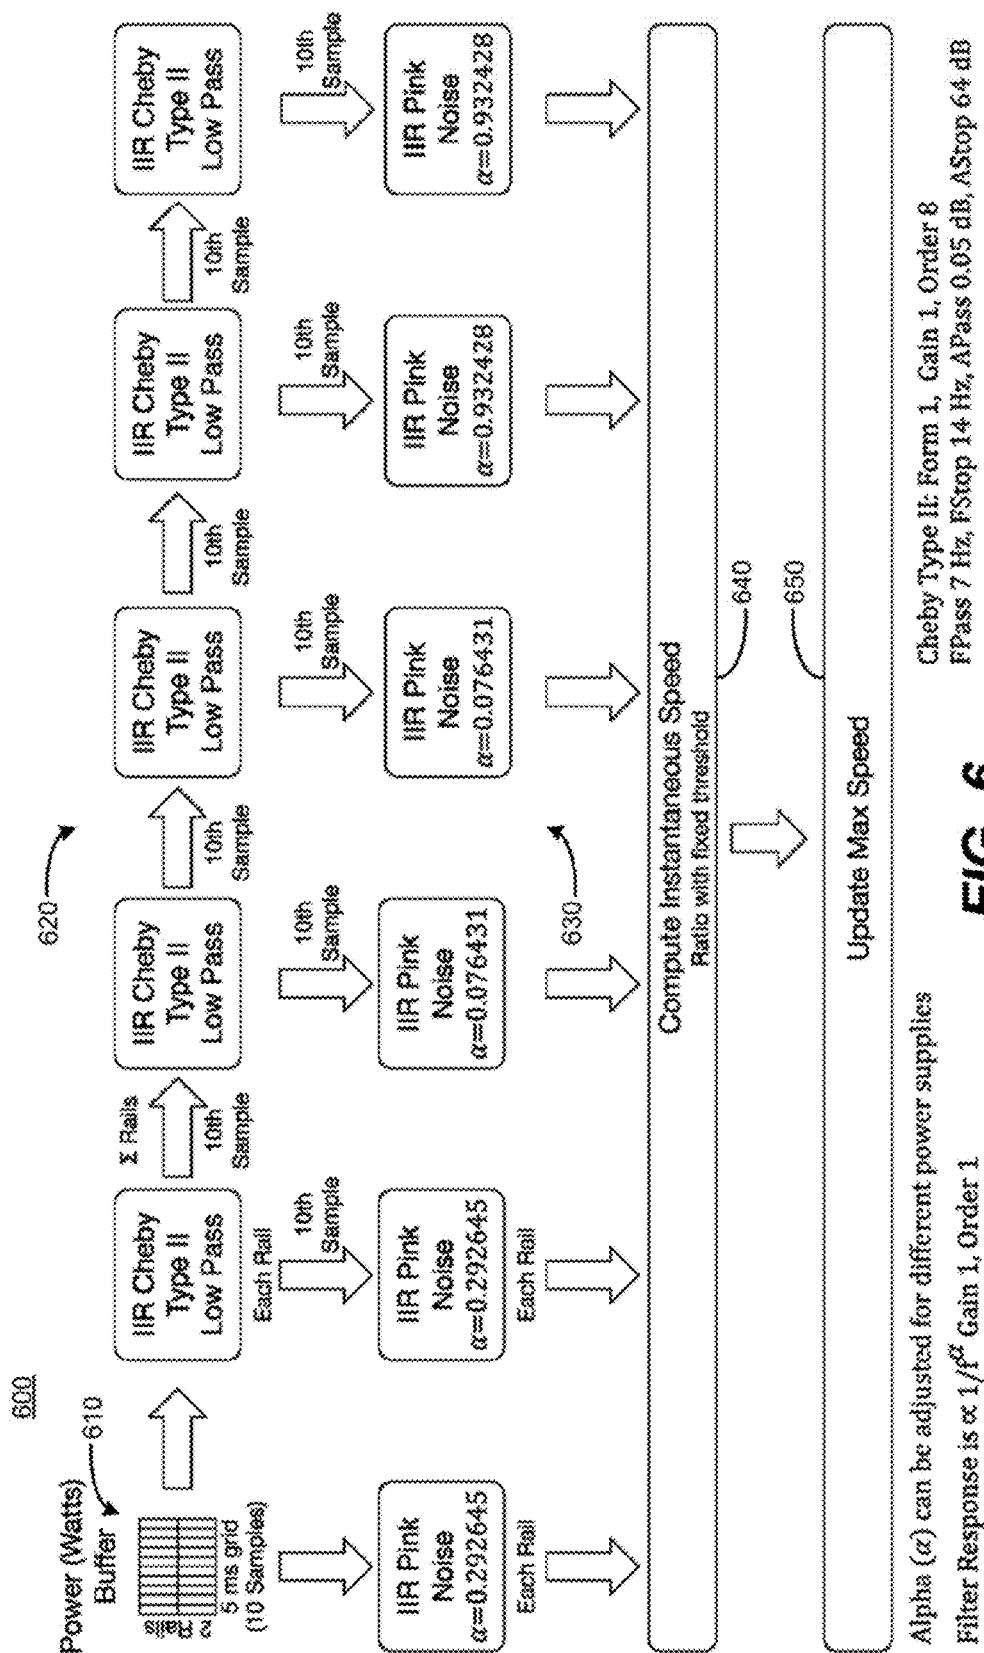 600
Power (Watts)
Buffer
610
5 ms grid
(10 Samples)
620
IIR Cheby
Type II
Low Pass
Σ Rails
10th
Sample
IIR Cheby
Type II
Low Pass
10th
Sample
IIR Cheby
Type II
Low Pass
10th
Sample
IIR Cheby
Type II
Low Pass
10th
Sample
IIR Cheby
Type II
Low Pass
Each Rail
10th
Sample
10th
Sample
10th
Sample
10th
Sample
10th
Sample
IIR Pink
Noise
α=0.292645
Each Rail
IIR Pink
Noise
α=0.292645
Each Rail
IIR Pink
Noise
α=0.076431
IIR Pink
Noise
α=0.076431
IIR Pink
Noise
α=0.932428
IIR Pink
Noise
α=0.932428
630
Compute Instantaneous Speed
Ratio with fixed threshold
640
650
Update Max Speed
Alpha (α) can be adjusted for different power supplies
Filter Response is ∝ 1/f^α Gain 1, Order 1
Cheby Type II: Form 1, Gain 1, Order 8
FPass 7 Hz, FStop 14 Hz, APass 0.05 dB, AStop 64 dB
FIG. 6